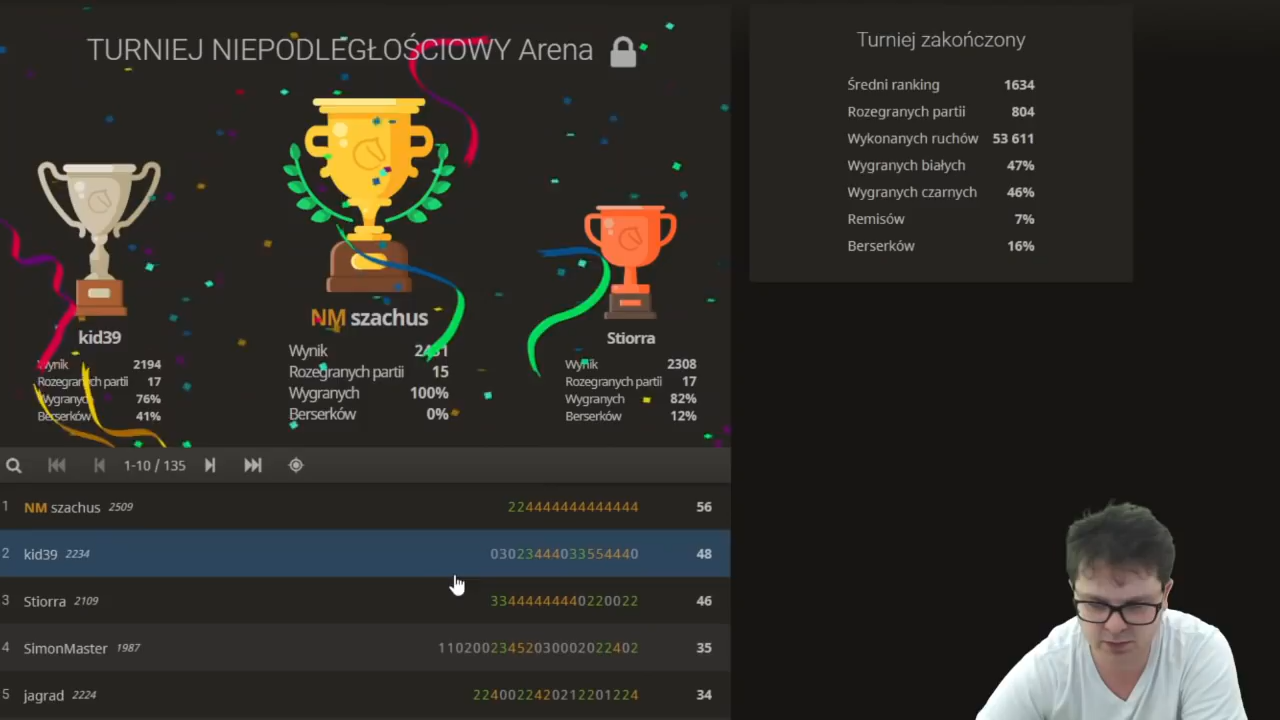 TURNIEJ NIEPODLEGŁOŚCIOWY Arena
Turniej zakończony
Średni ranking 1634
Rozegranych partii 804
Wykonanych ruchów 53 611
Wygranych białych 47%
Wygranych czarnych 46%
Remisów 7%
Berserków 16%
kid39
Wynik 2194
Rozegranych partii 17
Wygranych 76%
Berserków 41%
NM szachus
Wynik 2431
Rozegranych partii 15
Wygranych 100%
Berserków 0%
Stiorra
Wynik 2308
Rozegranych partii 17
Wygranych 82%
Berserków 12%
1-10 / 135
1 NM szachus 2509 224444444444444 56
2 kid39 2234 03023444033554440 48
3 Stiorra 2109 33444444440220022 46
4 SimonMaster 1987 11020023452030002022402 35
5 jagrad 2224 2240022420212201224 34